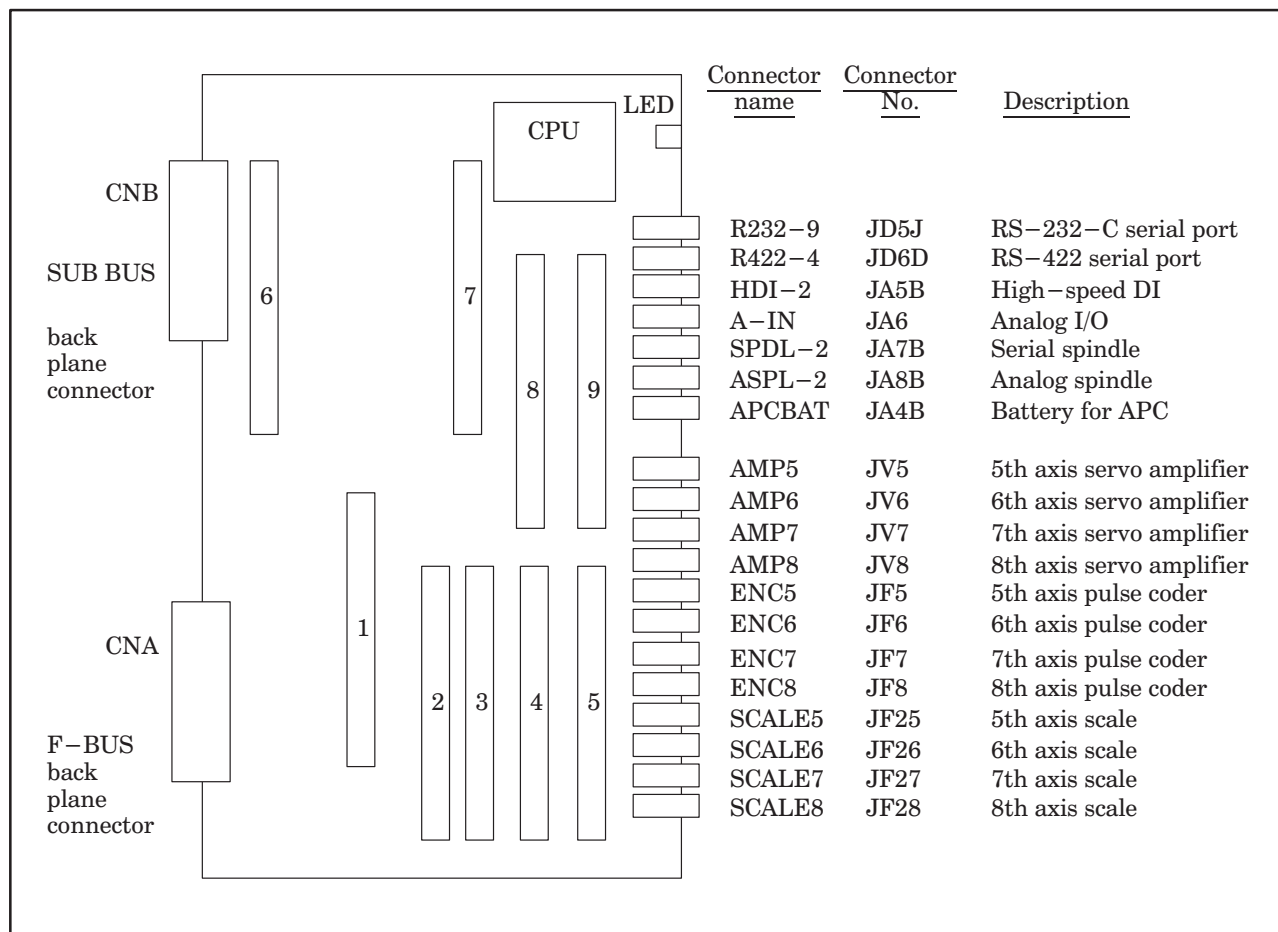 Connector name
Connector No.
Description
LED
CPU
CNB
SUB BUS
back
plane
connector
6
7
8
9
R232−9 JD5J RS−232−C serial port
R422−4 JD6D RS−422 serial port
HDI−2 JA5B High−speed DI
A−IN JA6 Analog I/O
SPDL−2 JA7B Serial spindle
ASPL−2 JA8B Analog spindle
APCBAT JA4B Battery for APC
AMP5 JV5 5th axis servo amplifier
AMP6 JV6 6th axis servo amplifier
AMP7 JV7 7th axis servo amplifier
AMP8 JV8 8th axis servo amplifier
ENC5 JF5 5th axis pulse coder
ENC6 JF6 6th axis pulse coder
ENC7 JF7 7th axis pulse coder
ENC8 JF8 8th axis pulse coder
SCALE5 JF25 5th axis scale
SCALE6 JF26 6th axis scale
SCALE7 JF27 7th axis scale
SCALE8 JF28 8th axis scale
CNA
F−BUS
back
plane
connector
1
2
3
4
5